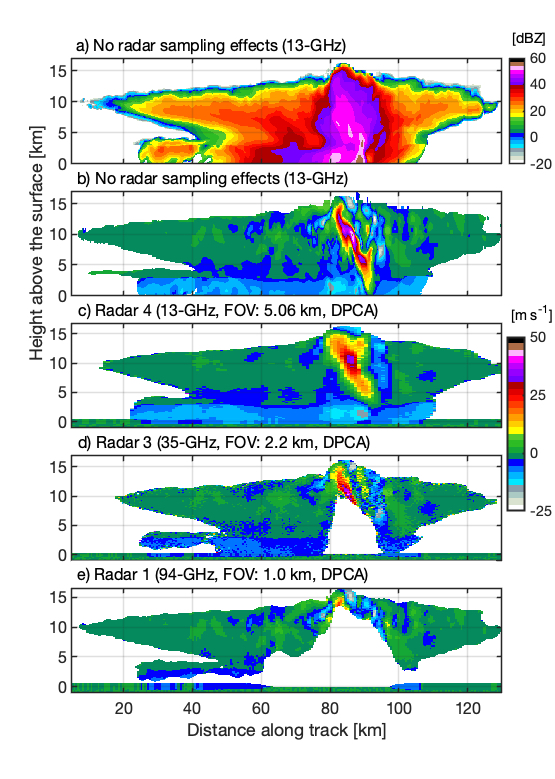 a) No radar sampling effects (13-GHz)
[dBZ]
15
10
5
0
60
40
20
0
-20
b) No radar sampling effects (13-GHz)
15
10
5
0
Height above the surface [km]
c) Radar 4 (13-GHz, FOV: 5.06 km, DPCA)
[m s-1]
15
10
5
0
50
25
0
-25
d) Radar 3 (35-GHz, FOV: 2.2 km, DPCA)
15
10
5
0
e) Radar 1 (94-GHz, FOV: 1.0 km, DPCA)
15
10
5
0
20 40 60 80 100 120
Distance along track [km]